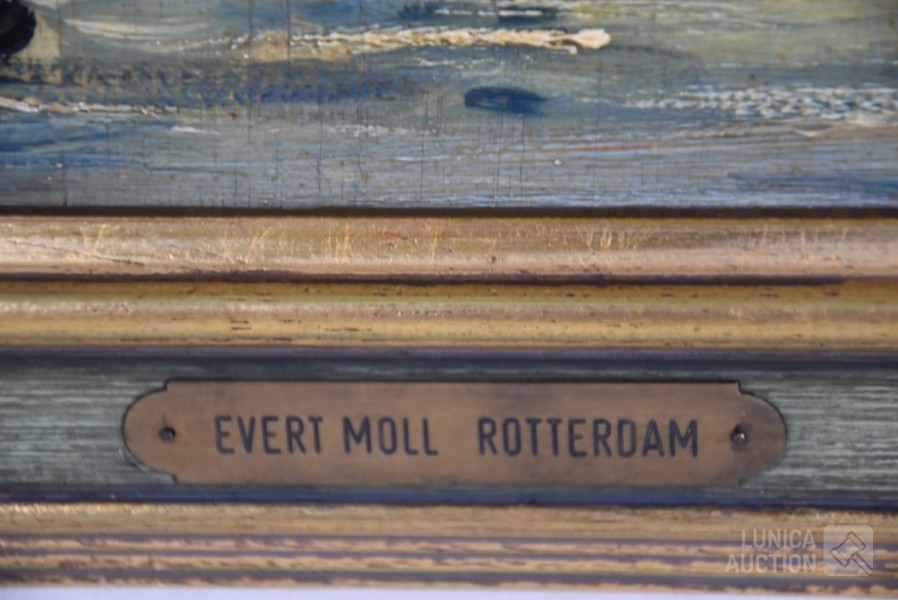 EVERT MOLL ROTTERDAM
LUNICA
AUCTION